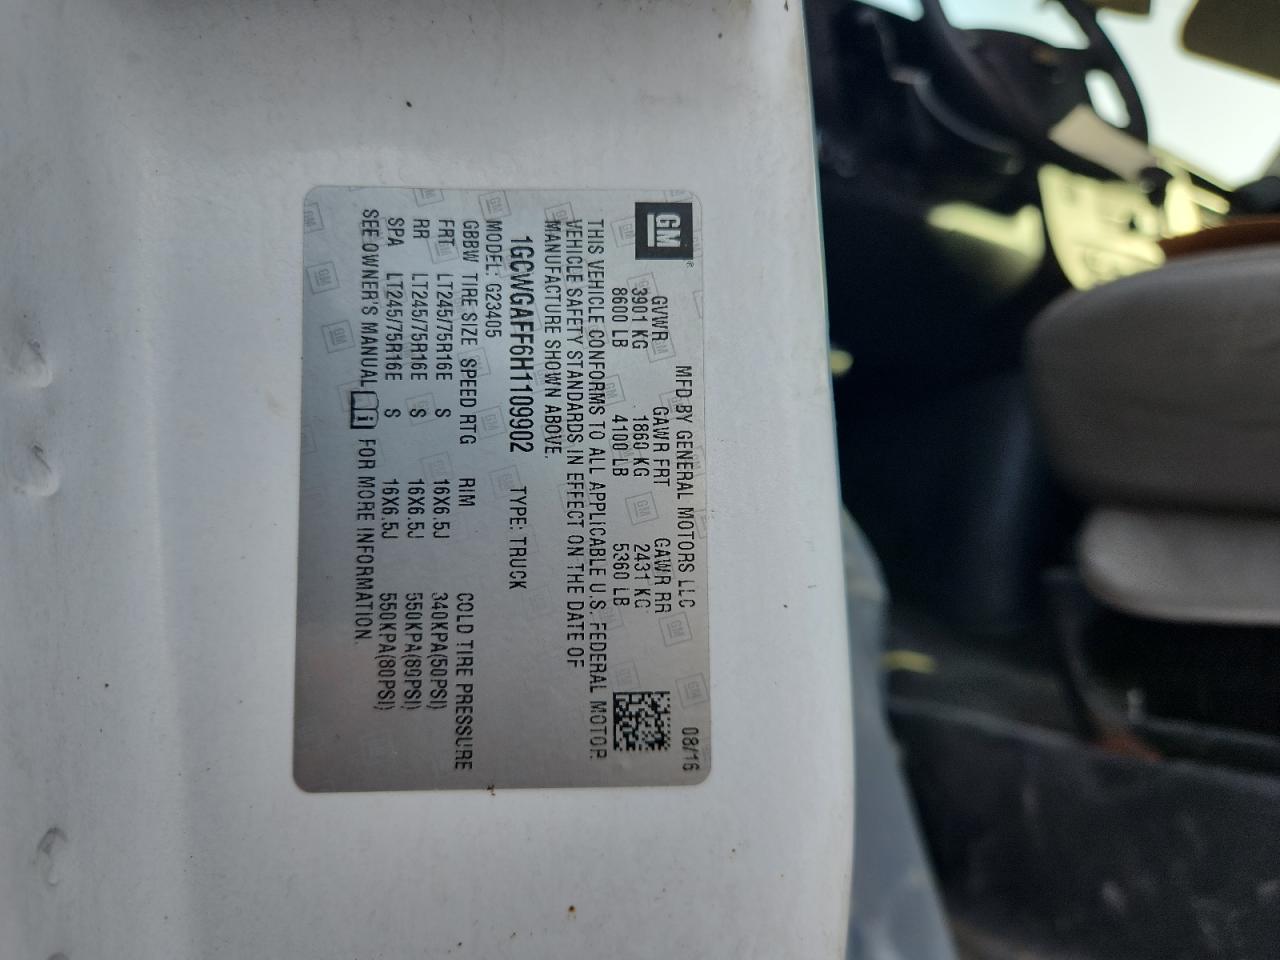 GM
MFD BY GENERAL MOTORS LLC 08/16
GVWR GAWR FRT GAWR RR
3901 KG 1860 KG 2431 KG
8600 LB 4100 LB 5360 LB
THIS VEHICLE CONFORMS TO ALL APPLICABLE U.S. FEDERAL MOTOR
VEHICLE SAFETY STANDARDS IN EFFECT ON THE DATE OF
MANUFACTURE SHOWN ABOVE.
1GCWGAFF6H1109902 TYPE: TRUCK
MODEL: G23405
GBBW TIRE SIZE SPEED RTG RIM COLD TIRE PRESSURE
FRT LT245/75R16E S 16X6.5J 340KPA(50PSI)
RR LT245/75R16E S 16X6.5J 550KPA(80PSI)
SPA LT245/75R16E S 16X6.5J 550KPA(80PSI)
SEE OWNER'S MANUAL i FOR MORE INFORMATION.